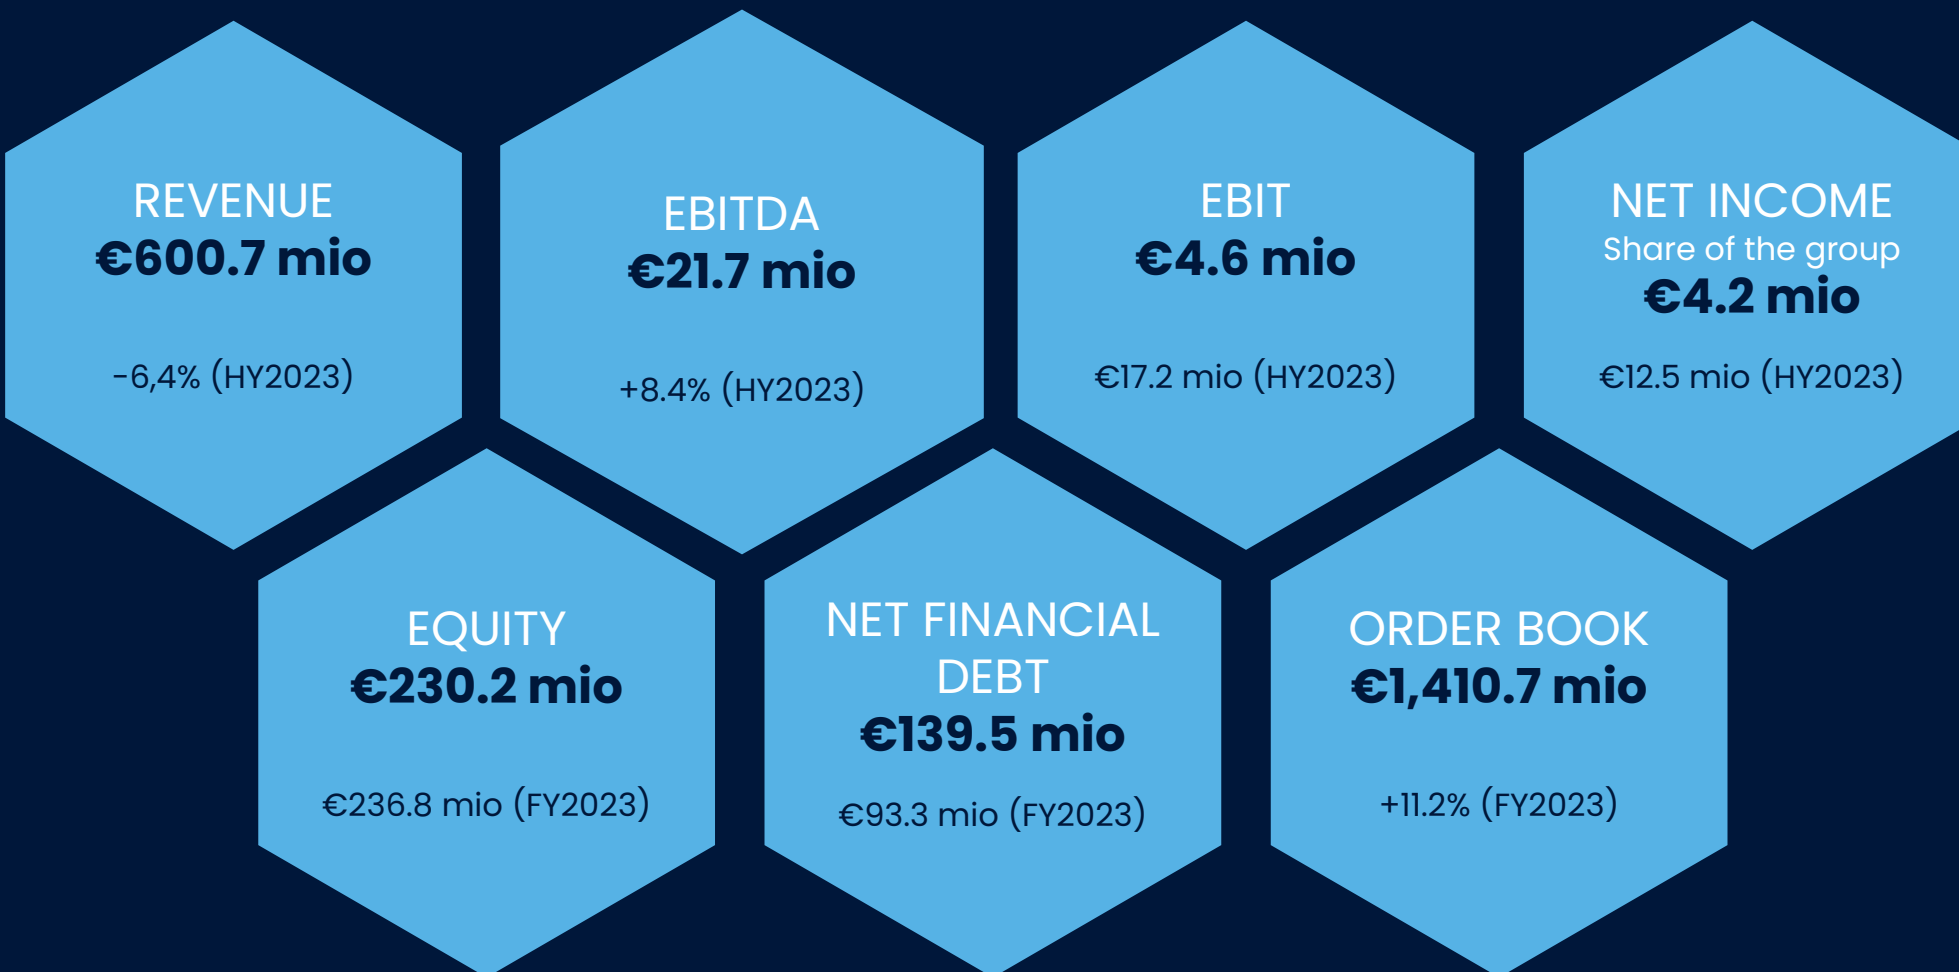 REVENUE
€600.7 mio
-6,4% (HY2023)
EBITDA
€21.7 mio
+8.4% (HY2023)
EBIT
€4.6 mio
€17.2 mio (HY2023)
NET INCOME
Share of the group
€4.2 mio
€12.5 mio (HY2023)
EQUITY
€230.2 mio
€236.8 mio (FY2023)
NET FINANCIAL
DEBT
€139.5 mio
€93.3 mio (FY2023)
ORDER BOOK
€1,410.7 mio
+11.2% (FY2023)